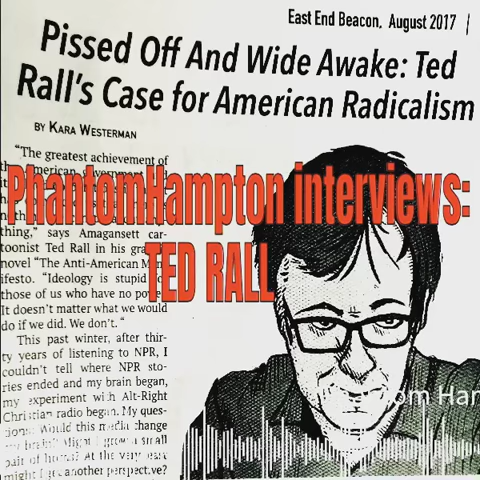 East End Beacon, August 2017 |
Pissed Off And Wide Awake: Ted
Rall's Case for American Radicalism
BY KARA WESTERMAN
"The greatest achievement of
American
PhantomHampton interviews:
TED RALL
thing," says Amagansett car-
toonist Ted Rall in his
novel "The Anti-American
ifesto. "Ideology is stupid
those of us who have no
It doesn't matter what we would
do if we did. We don't."
This past winter, after thir-
ty years of listening to NPR, I
couldn't tell where NPR sto-
ries ended and my brain began,
my experiment with Alt-Right
Christian radio began. My ques-
tions: Would this media change
my brain? Might I grow a small
pair of horns? At the very least
might I get another perspective?
om Har